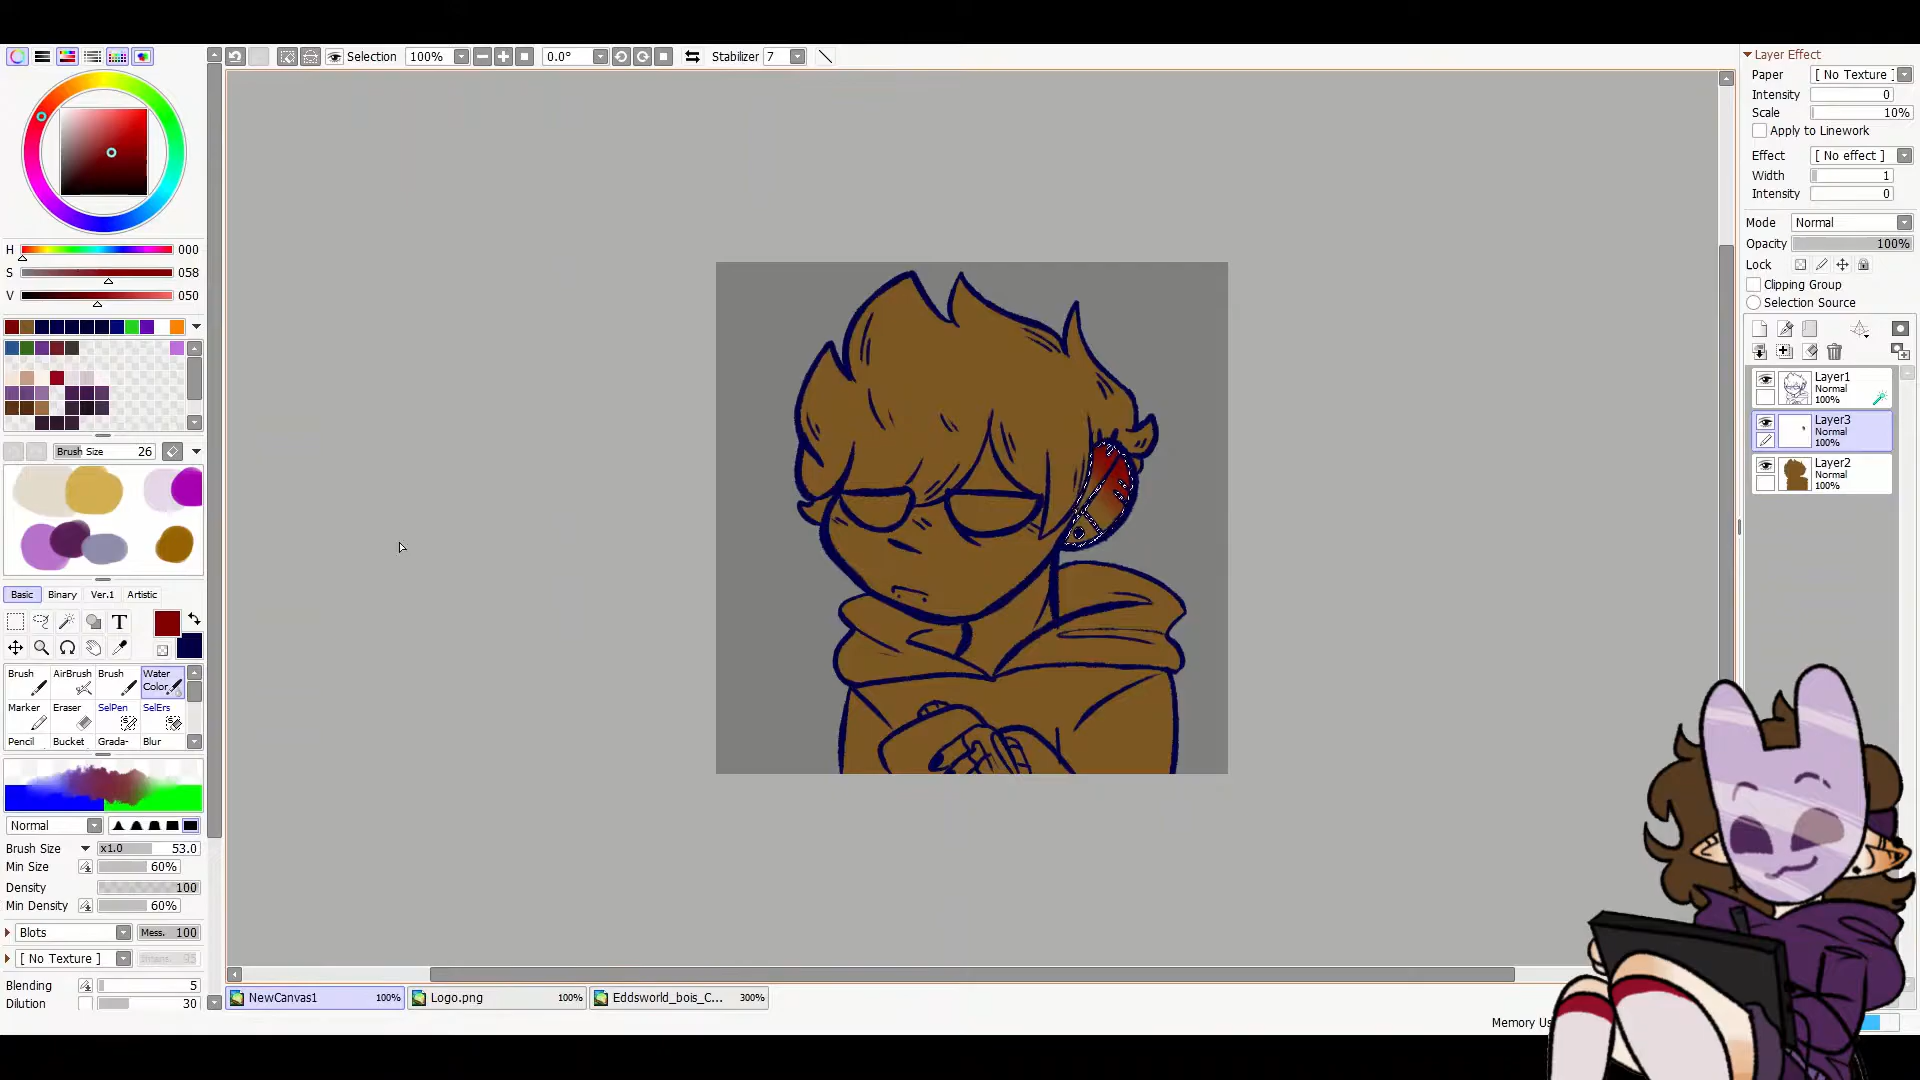 Selection 100% 0.0° Stabilizer 7
Layer Effect
Paper [ No Texture ]
Intensity 0
Scale 10%
Apply to Linework
Effect [ No effect ]
Width 1
Intensity 0
Mode Normal
Opacity 100%
Lock
Clipping Group
Selection Source
Layer1
Normal
100%
Layer3
Normal
100%
Layer2
Normal
100%
H 000
S 058
V 050
Brush Size 26
Basic Binary Ver.1 Artistic
T
Brush AirBrush Brush Water Color
Marker Eraser SelPen SelErs
Pencil Bucket Grada- Blur
Normal
Brush Size x1.0 53.0
Min Size 60%
Density 100
Min Density 60%
Blots Mess. 100
[ No Texture ] 95
Blending 5
Dilution 30
NewCanvas1 100% Logo.png 100% Eddsworld_bois_C... 300%
Memory Us